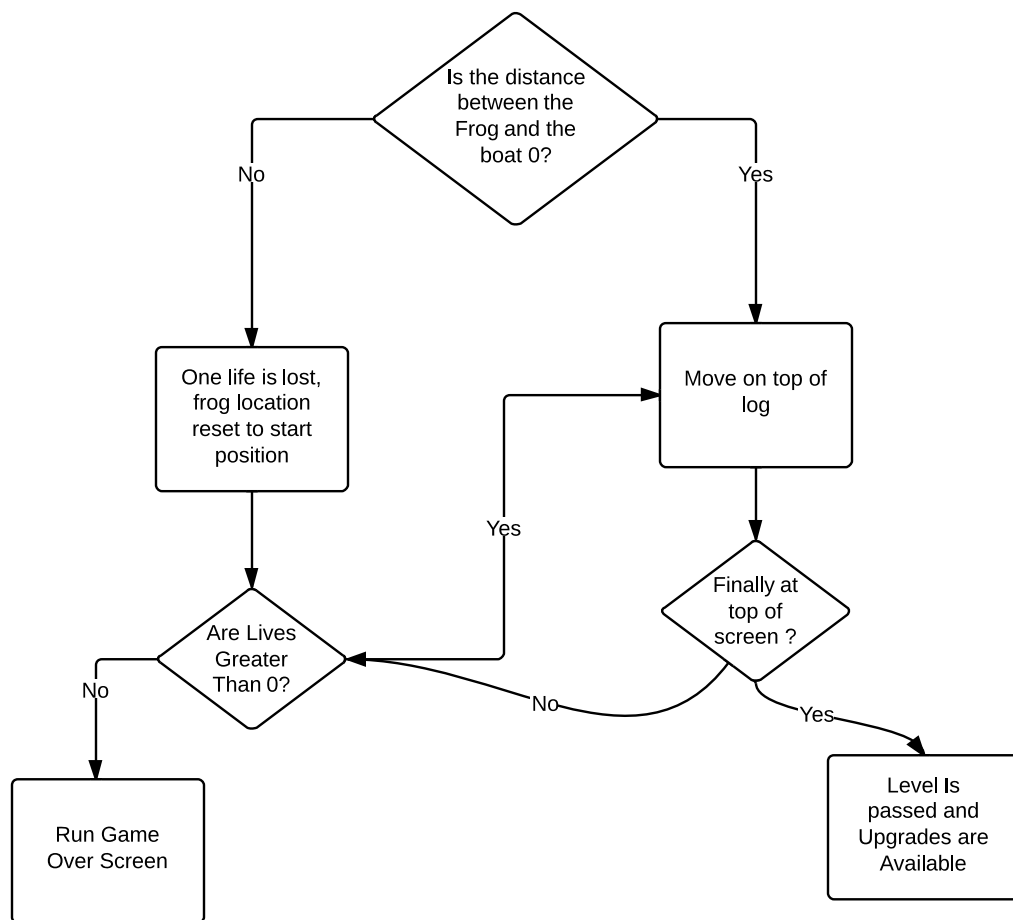 Is the distance
between the
Frog and the
boat 0?
No
Yes
One life is lost,
frog location
reset to start
position
Move on top of
log
Yes
Finally at
top of
screen ?
Are Lives
Greater
Than 0?
No
No
Yes
Run Game
Over Screen
Level Is
passed and
Upgrades are
Available